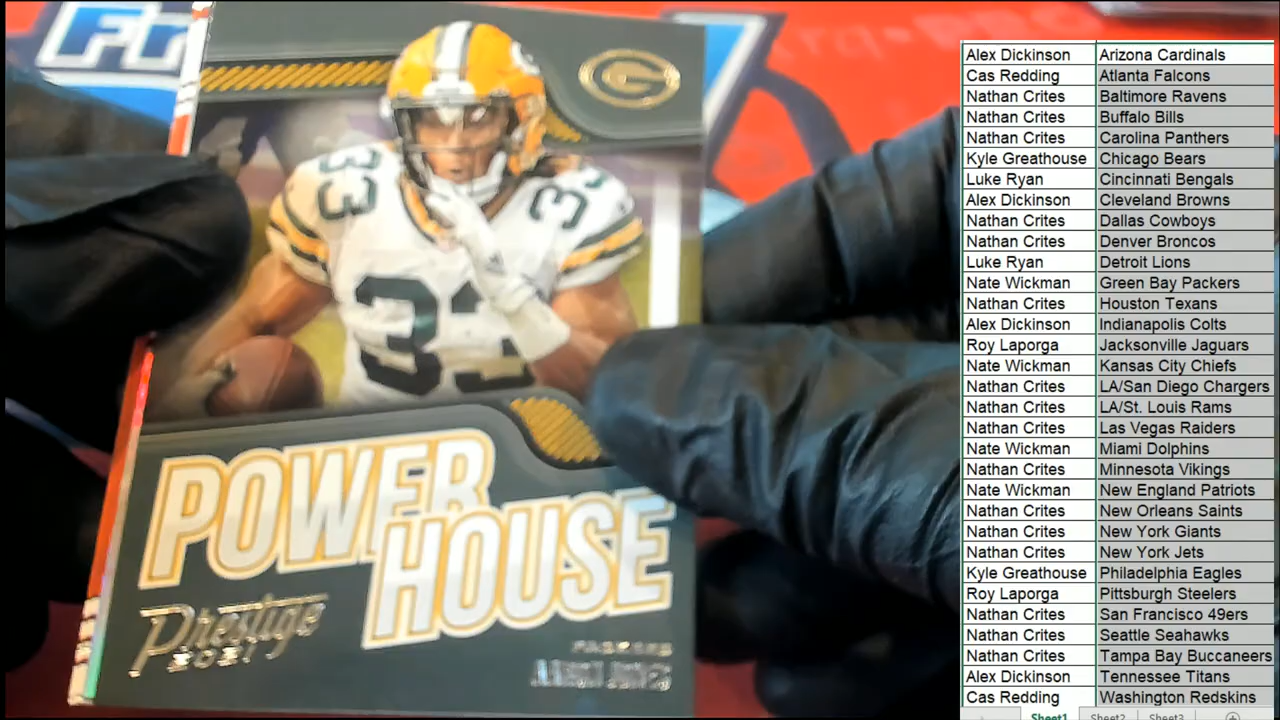 Fr
33
33
33
G
POWER
HOUSE
Prestige
2021
PACKERS
AARON JONES
Alex Dickinson Arizona Cardinals
Cas Redding Atlanta Falcons
Nathan Crites Baltimore Ravens
Nathan Crites Buffalo Bills
Nathan Crites Carolina Panthers
Kyle Greathouse Chicago Bears
Luke Ryan Cincinnati Bengals
Alex Dickinson Cleveland Browns
Nathan Crites Dallas Cowboys
Nathan Crites Denver Broncos
Luke Ryan Detroit Lions
Nate Wickman Green Bay Packers
Nathan Crites Houston Texans
Alex Dickinson Indianapolis Colts
Roy Laporga Jacksonville Jaguars
Nate Wickman Kansas City Chiefs
Nathan Crites LA/San Diego Chargers
Nathan Crites LA/St. Louis Rams
Nathan Crites Las Vegas Raiders
Nate Wickman Miami Dolphins
Nathan Crites Minnesota Vikings
Nate Wickman New England Patriots
Nathan Crites New Orleans Saints
Nathan Crites New York Giants
Nathan Crites New York Jets
Kyle Greathouse Philadelphia Eagles
Roy Laporga Pittsburgh Steelers
Nathan Crites San Francisco 49ers
Nathan Crites Seattle Seahawks
Nathan Crites Tampa Bay Buccaneers
Alex Dickinson Tennessee Titans
Cas Redding Washington Redskins
Sheet1 Sheet2 Sheet3